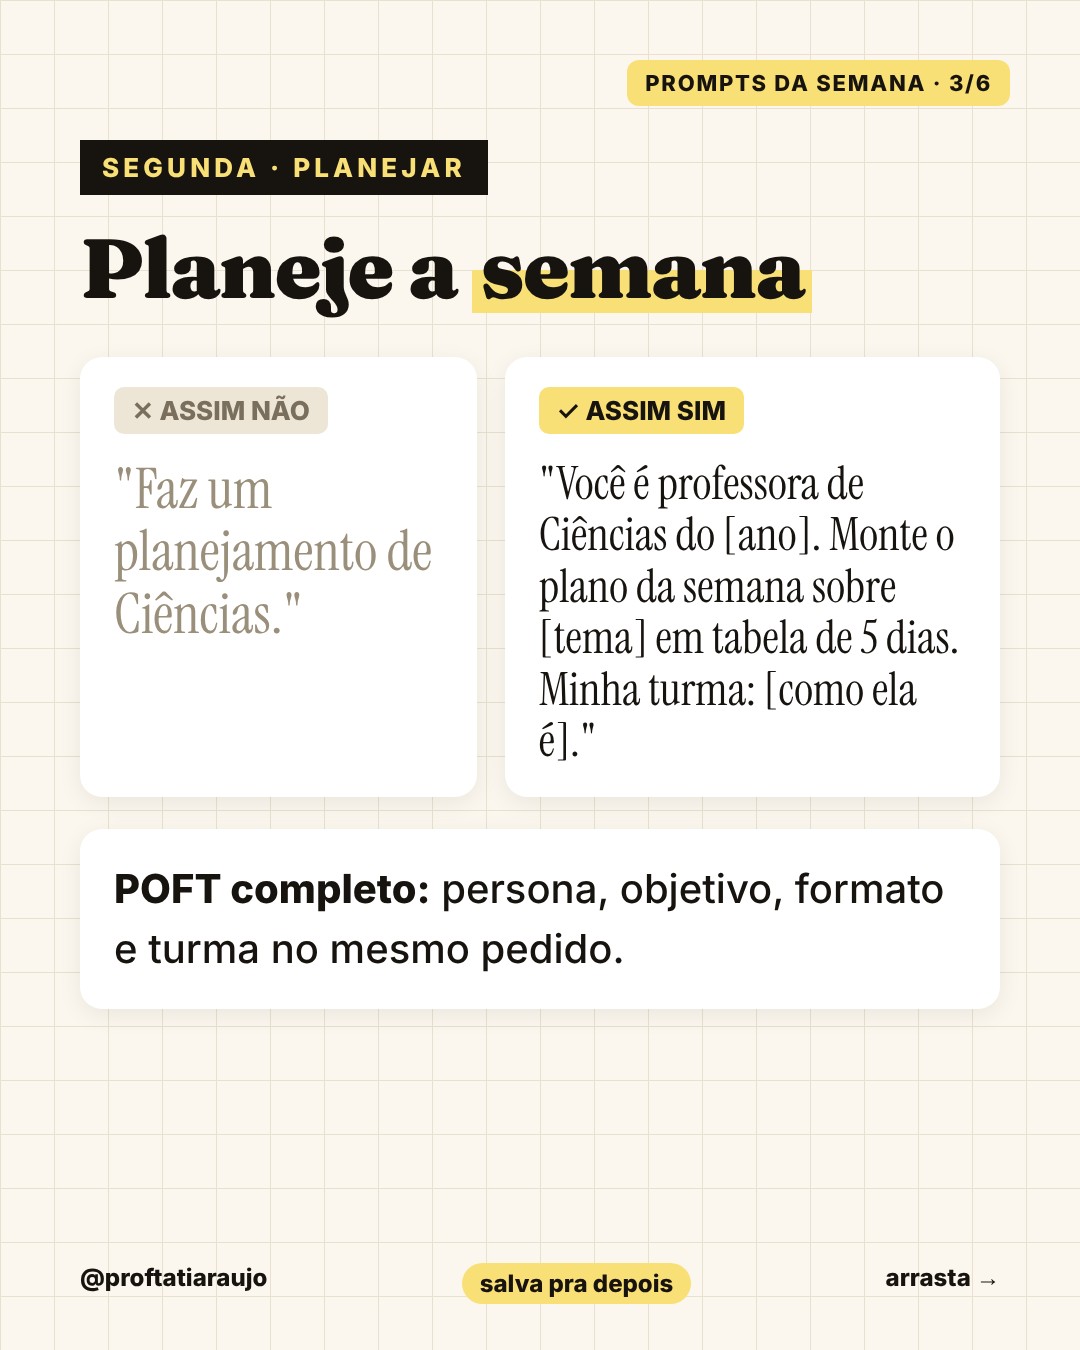 PROMPTS DA SEMANA · 3/6
SEGUNDA · PLANEJAR
Planeje a semana
✕ ASSIM NÃO
"Faz um
planejamento de
Ciências."
✓ ASSIM SIM
"Você é professora de
Ciências do [ano]. Monte o
plano da semana sobre
[tema] em tabela de 5 dias.
Minha turma: [como ela
é]."
POFT completo: persona, objetivo, formato
e turma no mesmo pedido.
@proftatiaraujo
salva pra depois
arrasta →